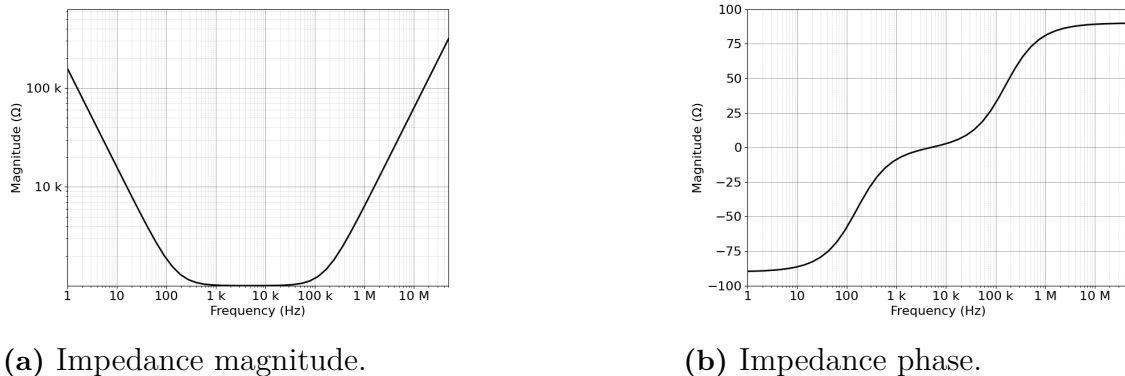 Magnitude (Ω)
100 k
10 k
1 10 100 1 k 10 k 100 k 1 M 10 M
Frequency (Hz)
(a) Impedance magnitude.
Magnitude (Ω)
100
75
50
25
0
−25
−50
−75
−100
1 10 100 1 k 10 k 100 k 1 M 10 M
Frequency (Hz)
(b) Impedance phase.